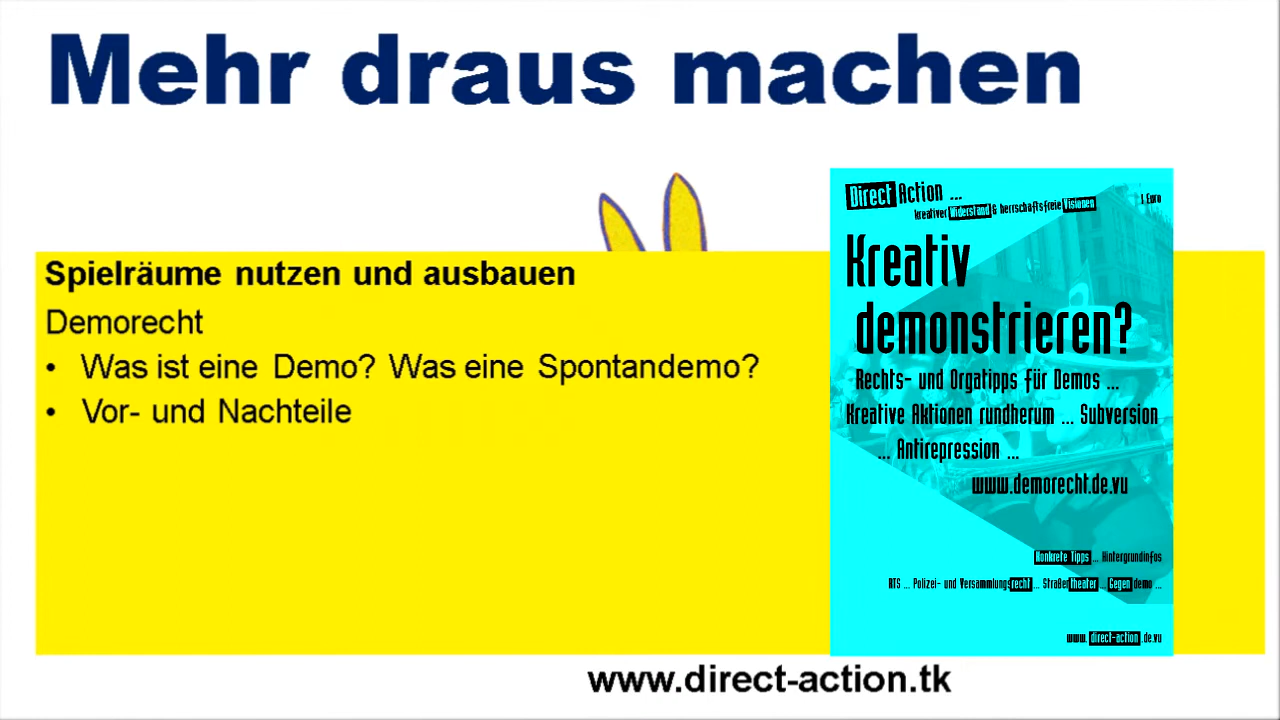 Mehr draus machen
Spielräume nutzen und ausbauen
Demorecht
• Was ist eine Demo? Was eine Spontandemo?
• Vor- und Nachteile
Direct Action ...
kreativer Widerstand & herrschaftsfreie Visionen
1 Euro
Kreativ
demonstrieren?
Rechts- und Orgatipps für Demos ...
Kreative Aktionen rundherum ... Subversion
... Antirepression ...
www.demorecht.de.vu
Konkrete Tipps ... Hintergrundinfos
RTS ... Polizei- und Versammlungsrecht ... Straßentheater ... Gegendemo ...
www.direct-action.de.vu
www.direct-action.tk